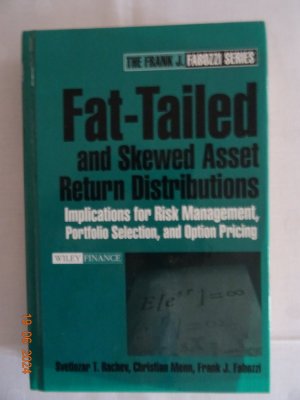 THE FRANK J. FABOZZI SERIES
Fat-Tailed
and Skewed Asset
Return Distributions
Implications for Risk Management,
Portfolio Selection, and Option Pricing
WILEY FINANCE
E[e^{sX}]=∞
Svetlozar T. Rachev, Christian Menn, Frank J. Fabozzi